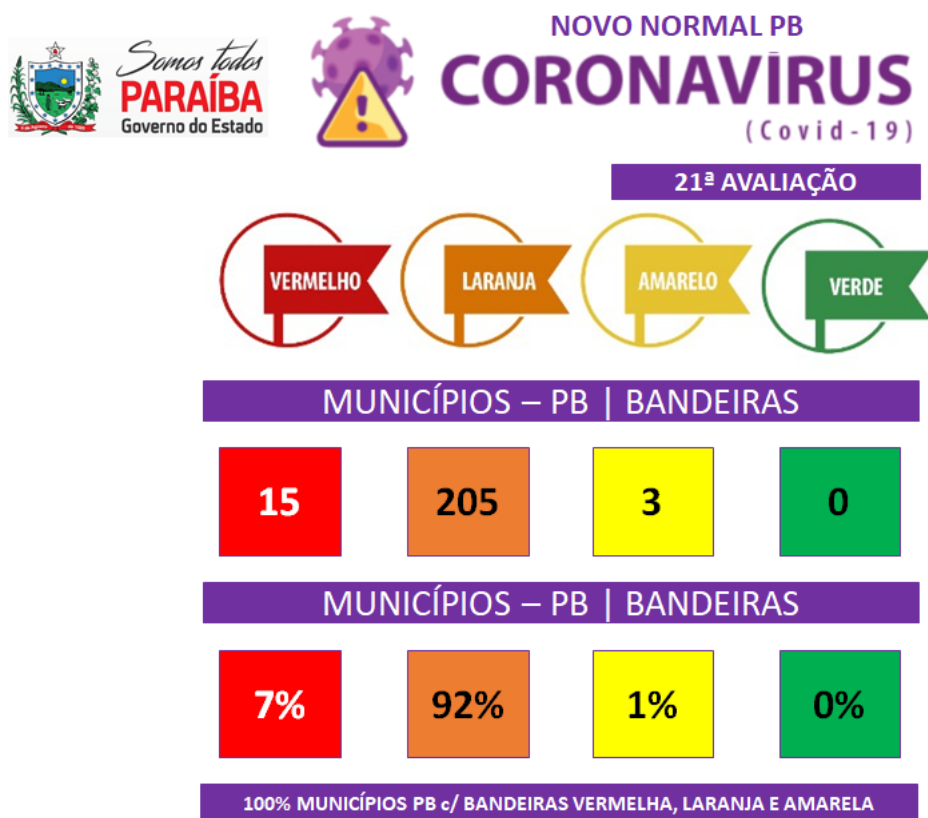 NOVO NORMAL PB
Somos todos
PARAÍBA
Governo do Estado
CORONAVÍRUS
(Covid-19)
21ª AVALIAÇÃO
VERMELHO
LARANJA
AMARELO
VERDE
MUNICÍPIOS – PB | BANDEIRAS
15
205
3
0
MUNICÍPIOS – PB | BANDEIRAS
7%
92%
1%
0%
100% MUNICÍPIOS PB c/ BANDEIRAS VERMELHA, LARANJA E AMARELA